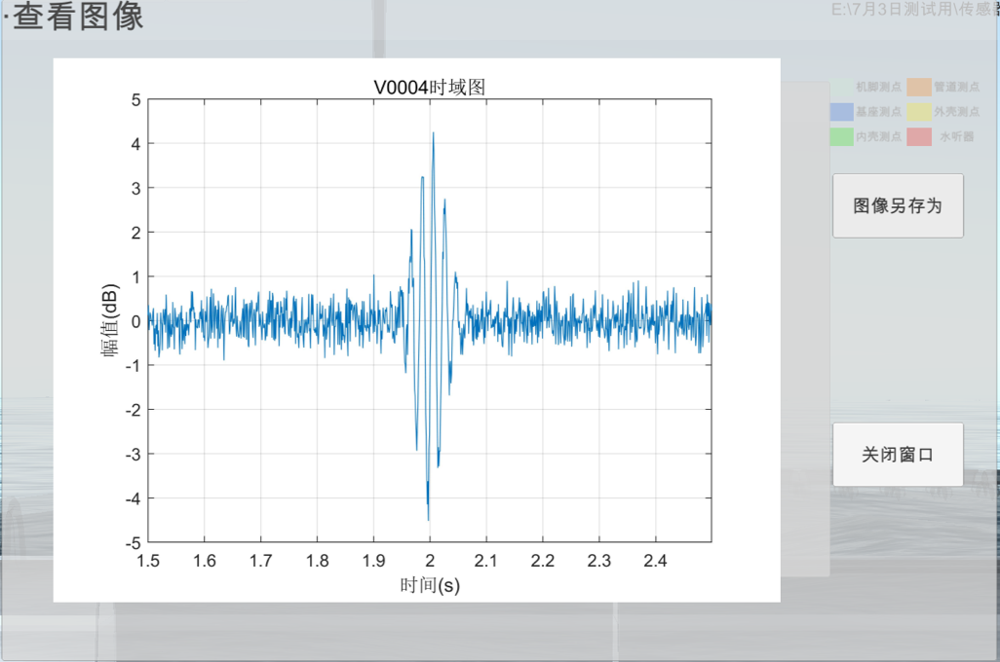 ·查看图像
E:\7月3日测试用\传感器
V0004时域图
机脚测点 管道测点
基座测点 外壳测点
内壳测点 水听器
图像另存为
关闭窗口
幅值(dB)
5
4
3
2
1
0
-1
-2
-3
-4
-5
1.5 1.6 1.7 1.8 1.9 2 2.1 2.2 2.3 2.4
时间(s)